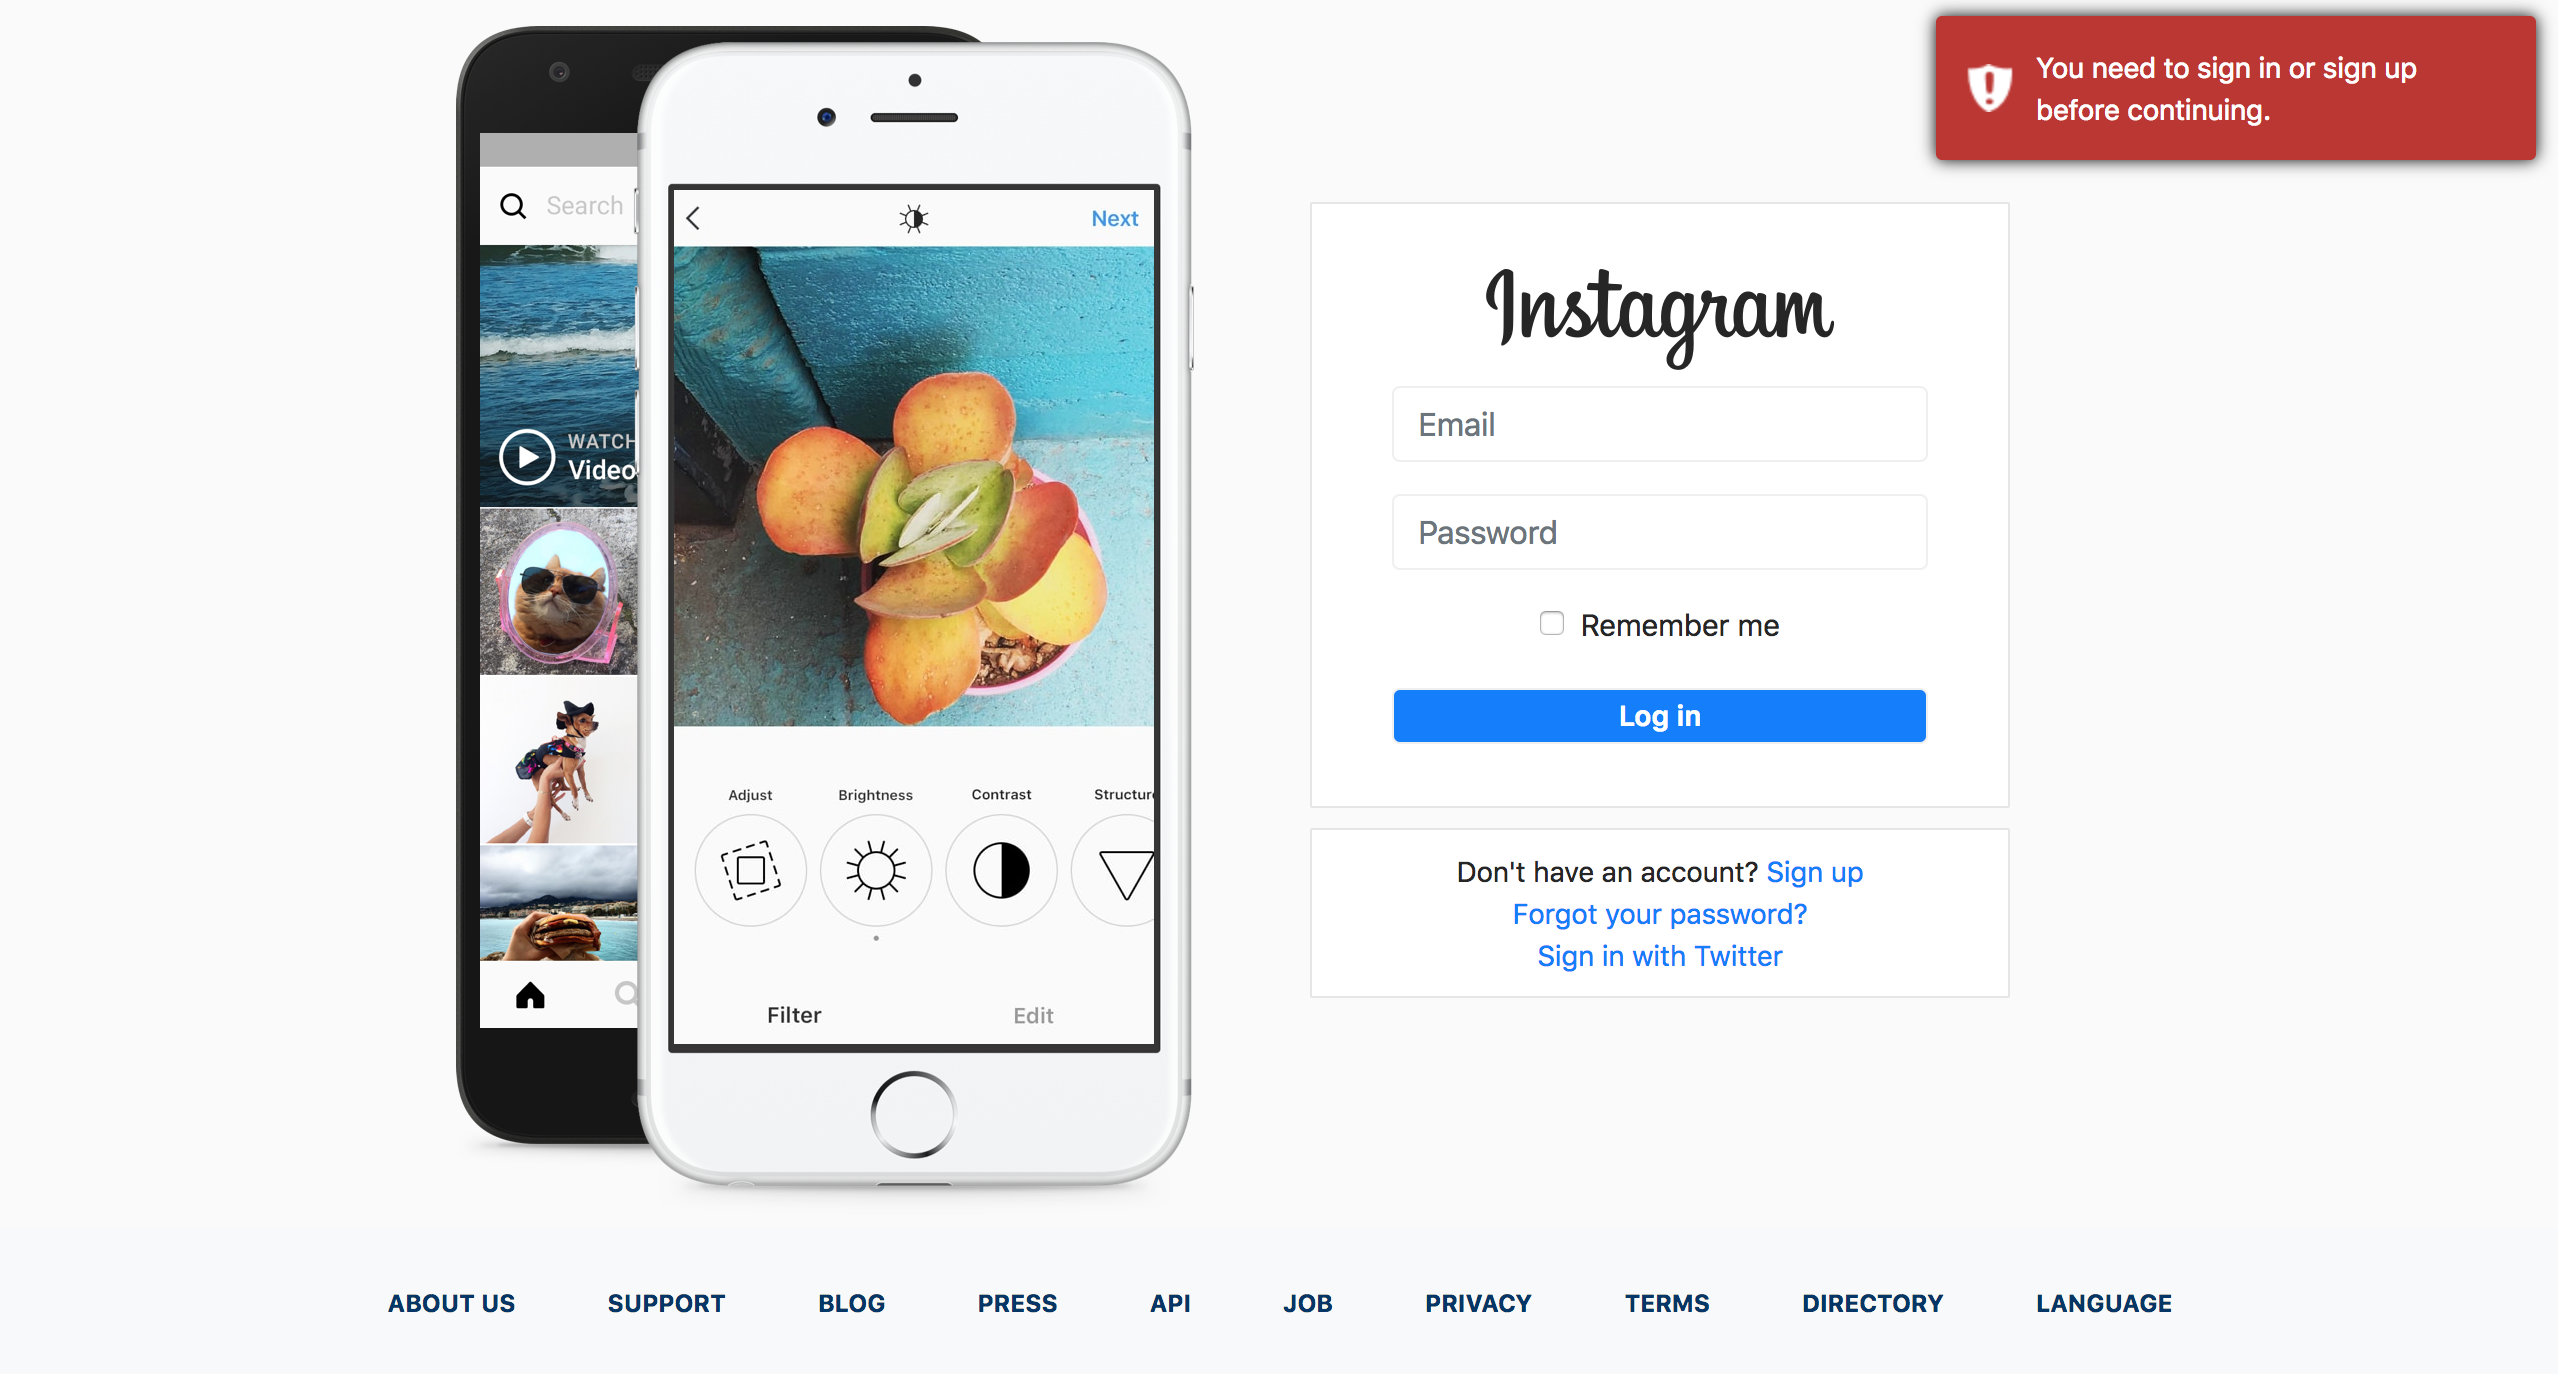 You need to sign in or sign up
before continuing.
Search
WATCH
Video
Next
Adjust
Brightness
Contrast
Structur
Filter
Edit
Instagram
Email
Password
Remember me
Log in
Don't have an account? Sign up
Forgot your password?
Sign in with Twitter
ABOUT US
SUPPORT
BLOG
PRESS
API
JOB
PRIVACY
TERMS
DIRECTORY
LANGUAGE